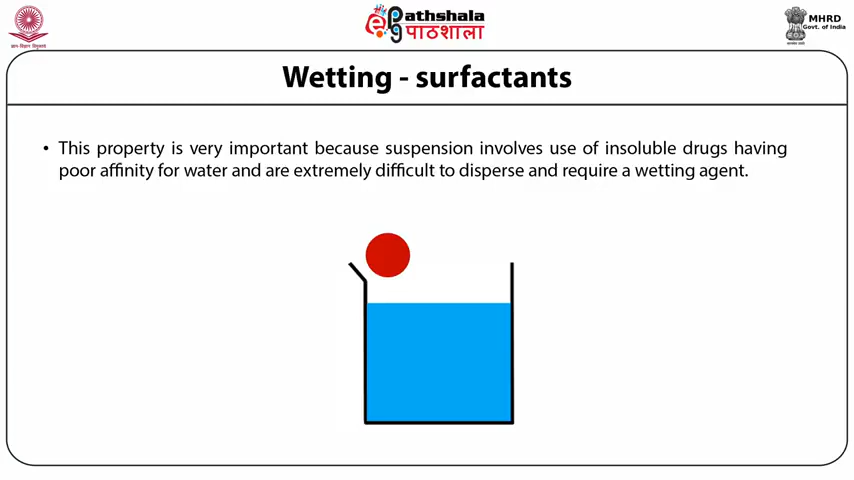 Pathshala
पाठशाला
MHRD
Govt. of India
Wetting - surfactants
• This property is very important because suspension involves use of insoluble drugs having
poor affinity for water and are extremely difficult to disperse and require a wetting agent.